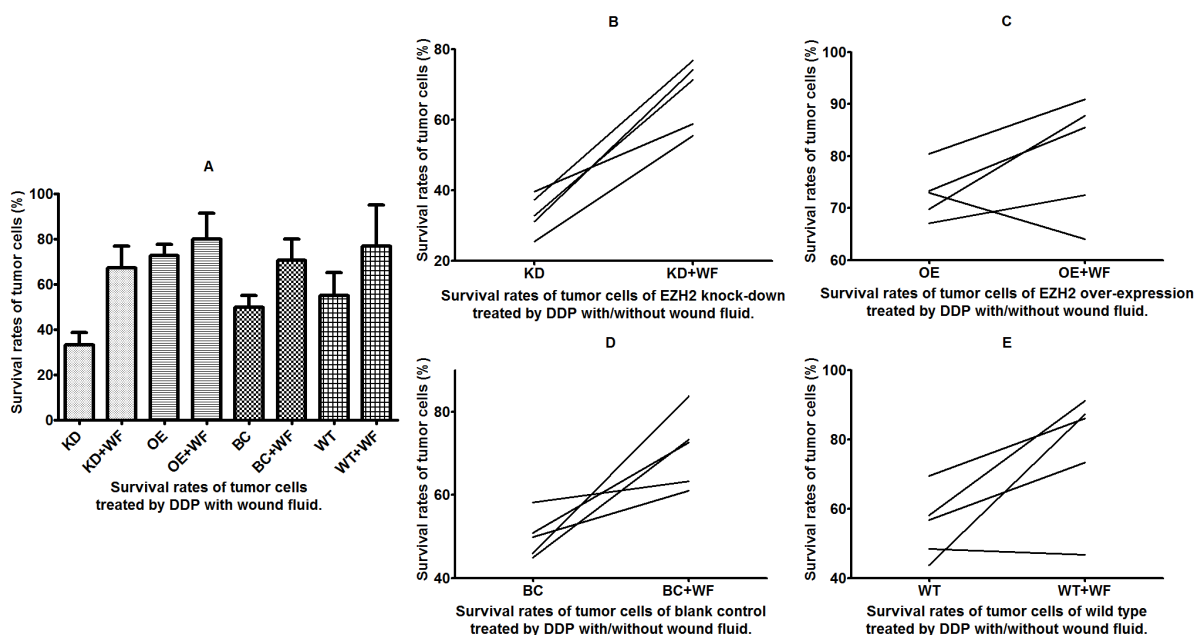 A
Survival rates of tumor cells (%)
100
80
60
40
20
0
KD
KD+WF
OE
OE+WF
BC
BC+WF
WT
WT+WF
Survival rates of tumor cells
treated by DDP with wound fluid.
B
Survival rates of tumor cells (%)
80
60
40
20
KD
KD+WF
Survival rates of tumor cells of EZH2 knock-down
treated by DDP with/without wound fluid.
C
Survival rates of tumor cells (%)
100
90
80
70
60
OE
OE+WF
Survival rates of tumor cells of EZH2 over-expression
treated by DDP with/without wound fluid.
D
Survival rates of tumor cells (%)
80
60
40
BC
BC+WF
Survival rates of tumor cells of blank control
treated by DDP with/without wound fluid.
E
Survival rates of tumor cells (%)
100
80
60
40
WT
WT+WF
Survival rates of tumor cells of wild type
treated by DDP with/without wound fluid.